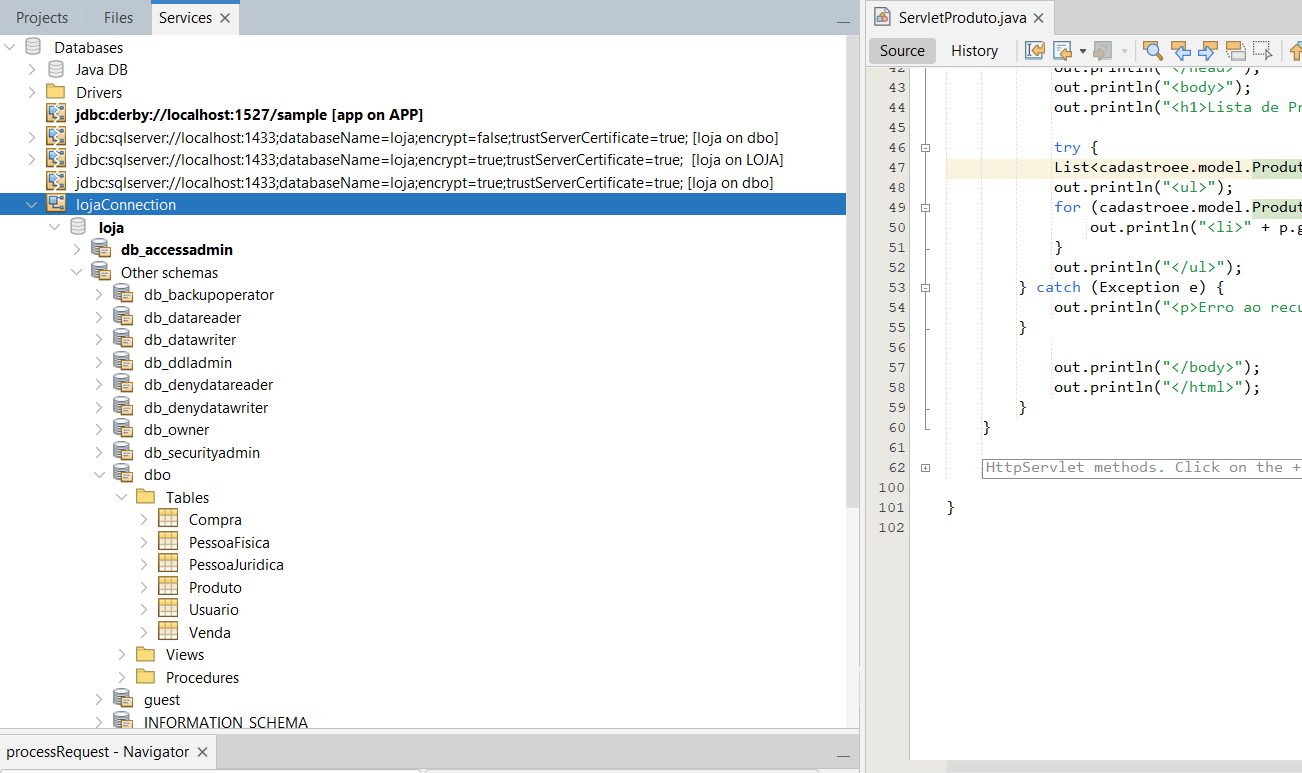 Projects Files Services
Databases
Java DB
Drivers
jdbc:derby://localhost:1527/sample [app on APP]
jdbc:sqlserver://localhost:1433;databaseName=loja;encrypt=false;trustServerCertificate=true; [loja on dbo]
jdbc:sqlserver://localhost:1433;databaseName=loja;encrypt=true;trustServerCertificate=true;  [loja on LOJA]
jdbc:sqlserver://localhost:1433;databaseName=loja;encrypt=true;trustServerCertificate=true; [loja on dbo]
lojaConnection
loja
db_accessadmin
Other schemas
db_backupoperator
db_datareader
db_datawriter
db_ddladmin
db_denydatareader
db_denydatawriter
db_owner
db_securityadmin
dbo
Tables
Compra
PessoaFisica
PessoaJuridica
Produto
Usuario
Venda
Views
Procedures
guest
INFORMATION_SCHEMA
processRequest - Navigator
ServletProduto.java
Source History
42 out.println("</head>");
43 out.println("<body>");
44 out.println("<h1>Lista de Pr
45
46 try {
47 List<cadastroee.model.Produt
48 out.println("<ul>");
49 for (cadastroee.model.Produt
50 out.println("<li>" + p.g
51 }
52 out.println("</ul>");
53 } catch (Exception e) {
54 out.println("<p>Erro ao recu
55 }
56
57 out.println("</body>");
58 out.println("</html>");
59 }
60 }
61
62 HttpServlet methods. Click on the +
100
101 }
102